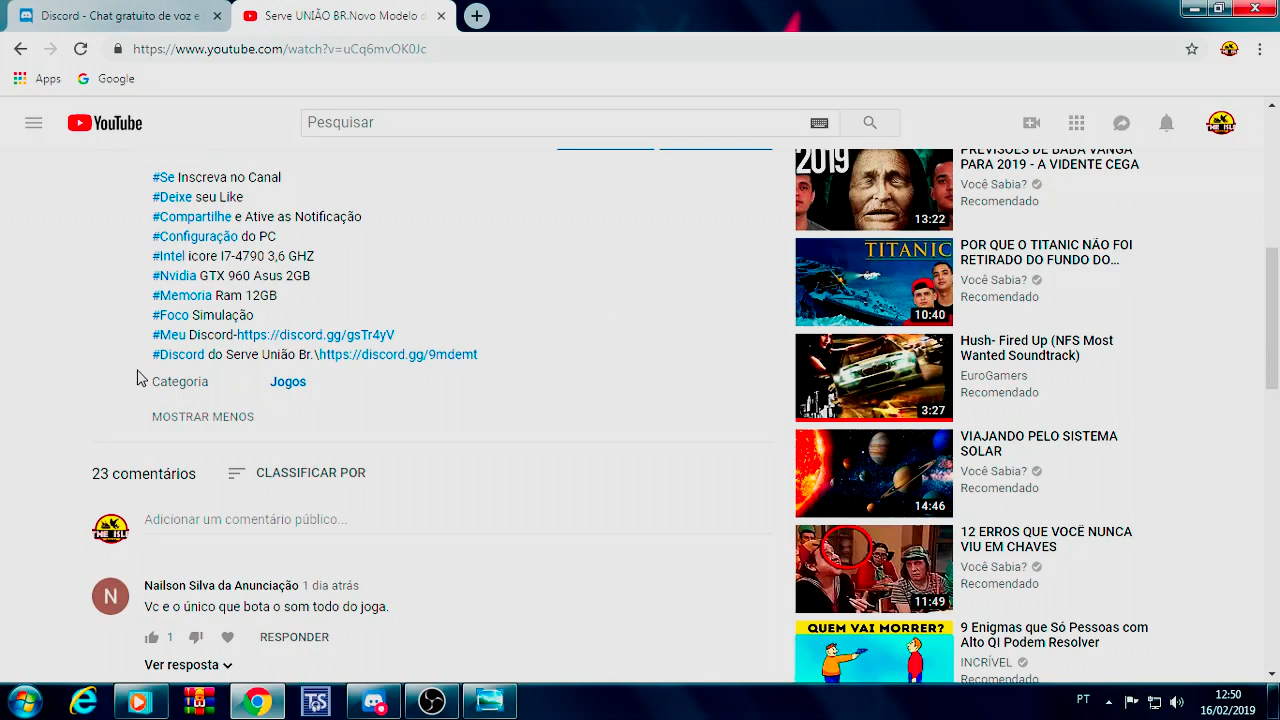 Discord - Chat gratuito de voz e
Serve UNIÃO BR.Novo Modelo d
https://www.youtube.com/watch?v=uCq6mvOK0Jc
Apps
Google
YouTube
Pesquisar
#Se Inscreva no Canal
#Deixe seu Like
#Compartilhe e Ative as Notificação
#Configuração do PC
#Intel icore I7-4790 3,6 GHZ
#Nvidia GTX 960 Asus 2GB
#Memoria Ram 12GB
#Foco Simulação
#Meu Discord-https://discord.gg/gsTr4yV
#Discord do Serve União Br.\https://discord.gg/9mdemt
Categoria
Jogos
MOSTRAR MENOS
23 comentários
CLASSIFICAR POR
Adicionar um comentário público...
N
Nailson Silva da Anunciação 1 dia atrás
Vc e o único que bota o som todo do joga.
1
RESPONDER
Ver resposta
2019
13:22
PREVISÕES DE BABA VANGA
PARA 2019 - A VIDENTE CEGA
Você Sabia?
Recomendado
TITANIC
10:40
POR QUE O TITANIC NÃO FOI
RETIRADO DO FUNDO DO...
Você Sabia?
Recomendado
3:27
Hush- Fired Up (NFS Most
Wanted Soundtrack)
EuroGamers
Recomendado
14:46
VIAJANDO PELO SISTEMA
SOLAR
Você Sabia?
Recomendado
11:49
12 ERROS QUE VOCÊ NUNCA
VIU EM CHAVES
Você Sabia?
Recomendado
QUEM VAI MORRER?
9 Enigmas que Só Pessoas com
Alto QI Podem Resolver
INCRÍVEL
Recomendado
PT
12:50
16/02/2019